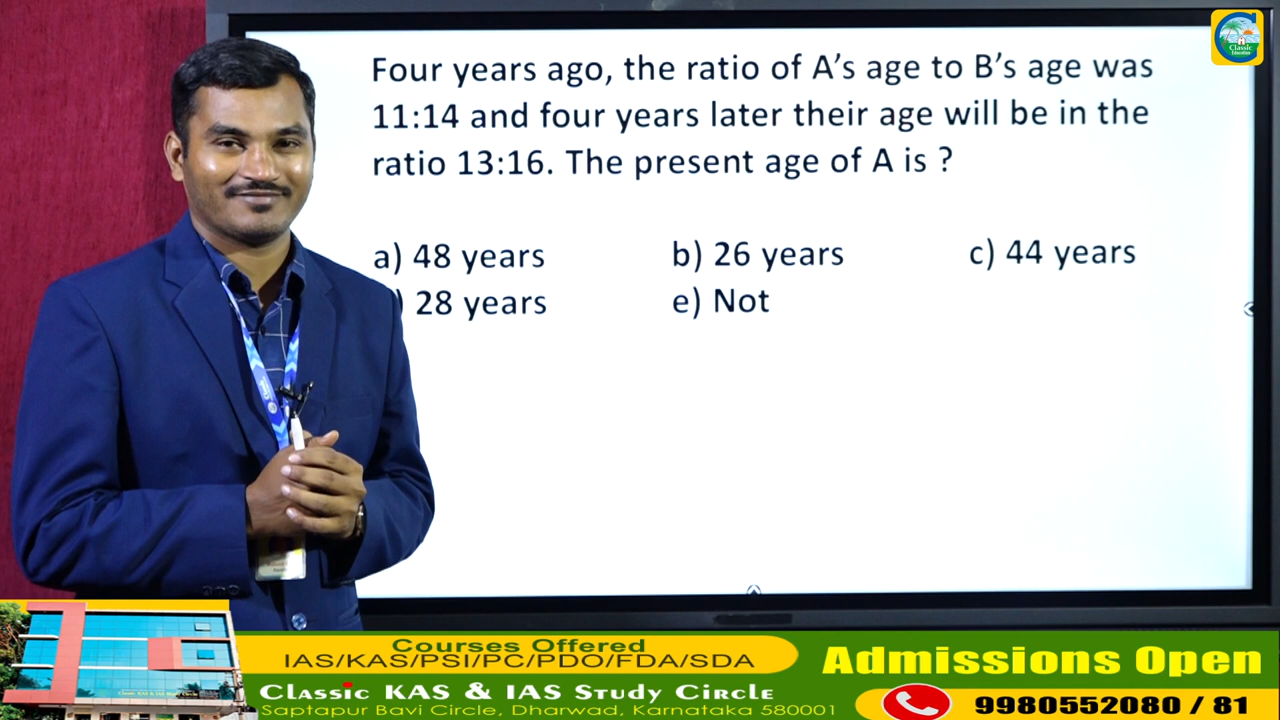 Four years ago, the ratio of A’s age to B’s age was
11:14 and four years later their age will be in the
ratio 13:16. The present age of A is ?
a) 48 years b) 26 years c) 44 years
) 28 years e) Not
Classic
Education
Courses Offered
IAS/KAS/PSI/PC/PDO/FDA/SDA
Classic KAS & IAS Study Circle
Saptapur Bavi Circle, Dharwad, Karnataka 580001
Admissions Open
9980552080 / 81